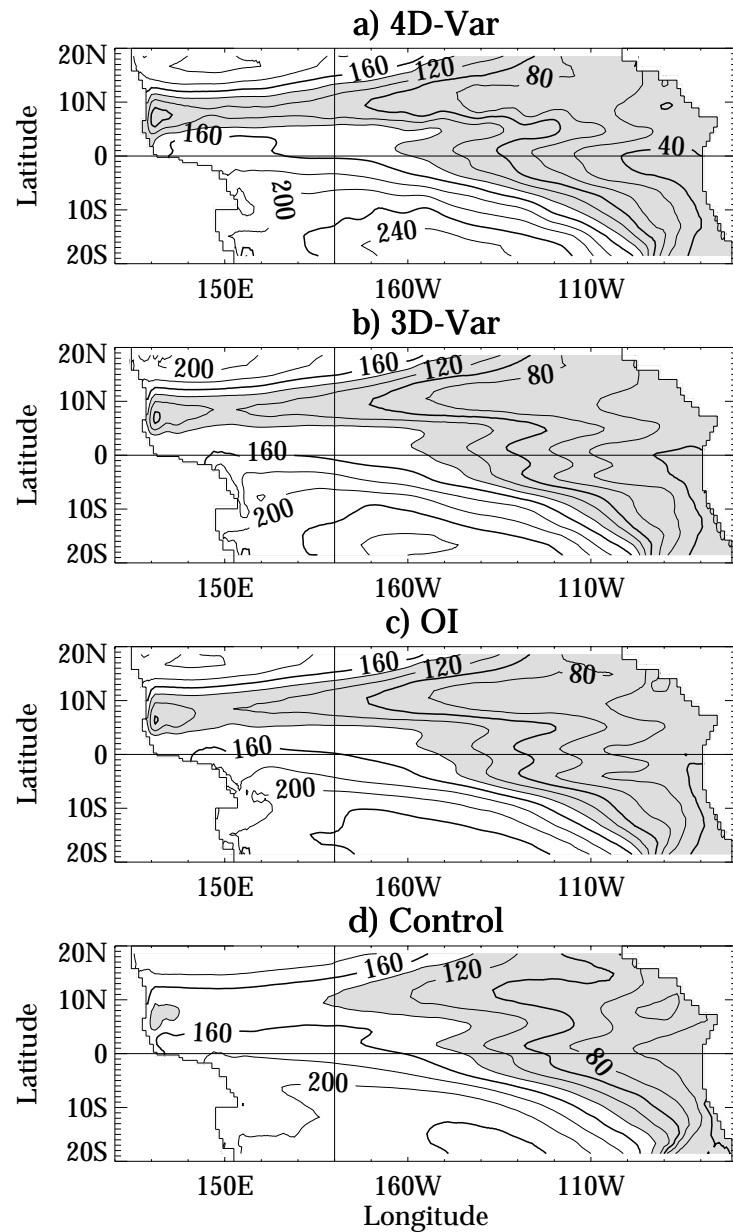 a) 4D-Var
20N
10N
0
10S
20S
Latitude
160
120
80
160
40
200
240
150E
160W
110W
b) 3D-Var
20N
10N
0
10S
20S
Latitude
200
160
120
80
160
200
150E
160W
110W
c) OI
20N
10N
0
10S
20S
Latitude
160
120
80
160
200
150E
160W
110W
d) Control
20N
10N
0
10S
20S
Latitude
160
120
160
80
200
150E
160W
110W
Longitude